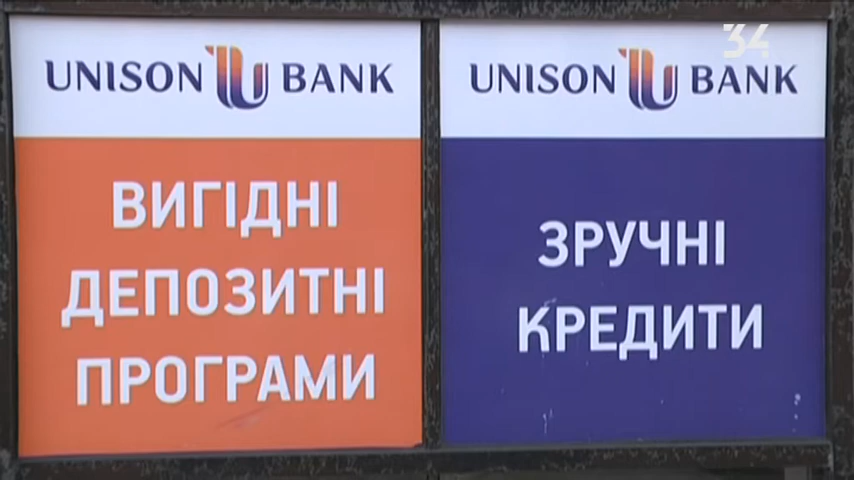 34
UNISON BANK
ВИГІДНІ
ДЕПОЗИТНІ
ПРОГРАМИ
UNISON BANK
ЗРУЧНІ
КРЕДИТИ